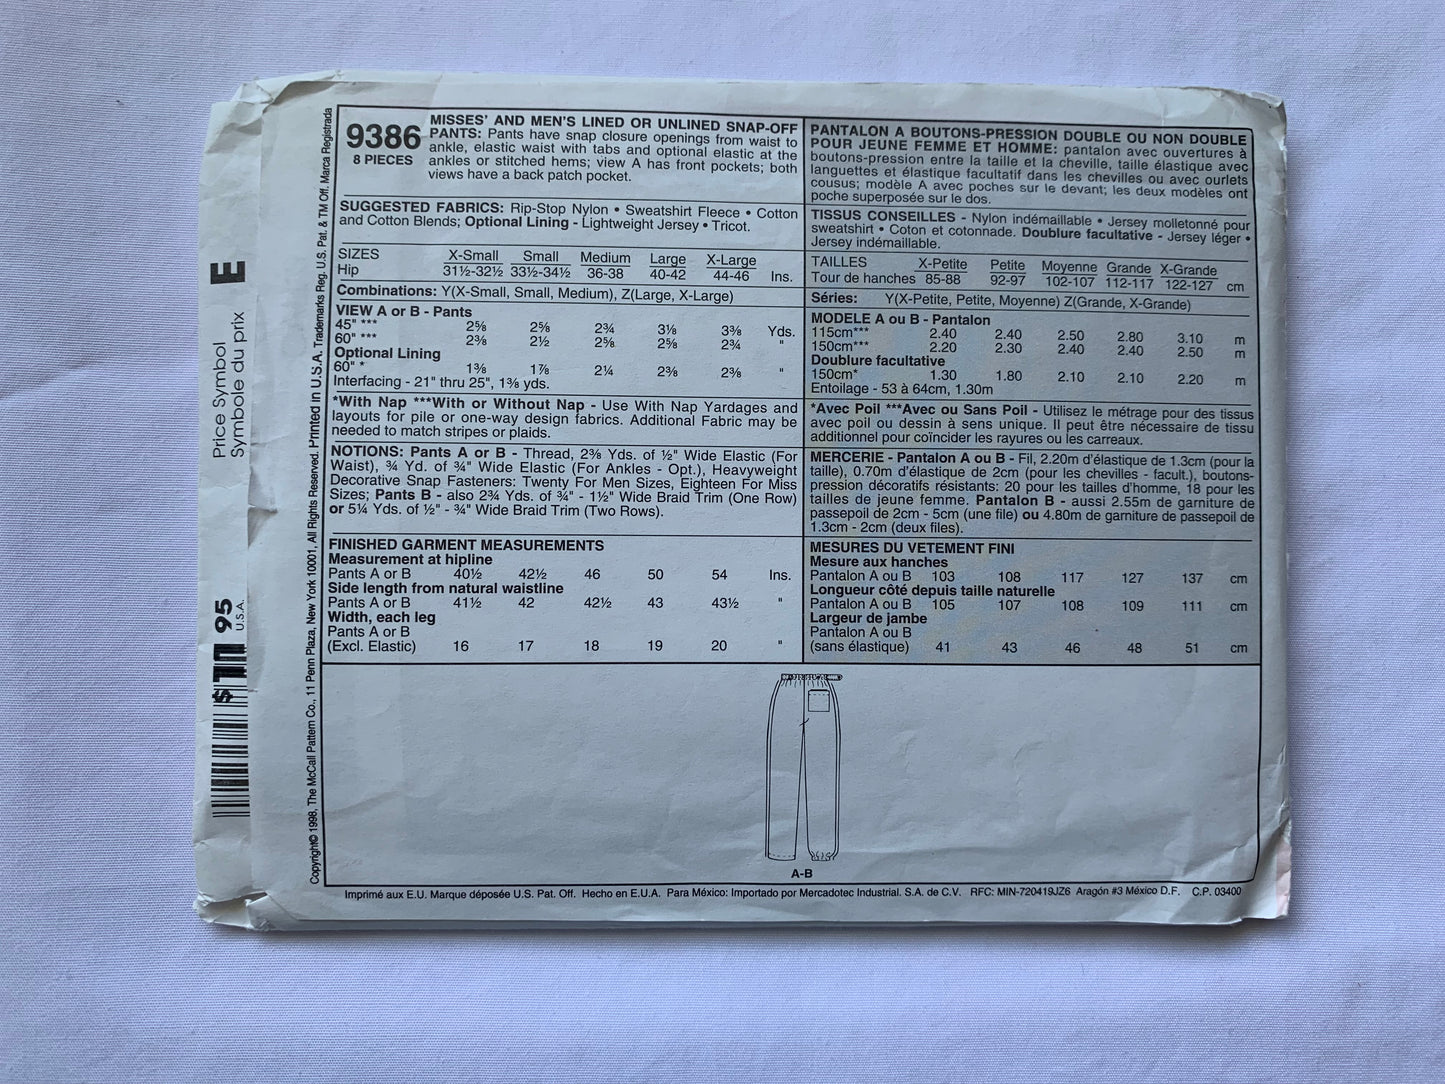 9386
8 PIECES
MISSES' AND MEN'S LINED OR UNLINED SNAP-OFF
PANTS: Pants have snap closure openings from waist to
ankle, elastic waist with tabs and optional elastic at the
ankles or stitched hems; view A has front pockets; both
views have a back patch pocket.
SUGGESTED FABRICS: Rip-Stop Nylon • Sweatshirt Fleece • Cotton
and Cotton Blends; Optional Lining - Lightweight Jersey • Tricot.
SIZES X-Small Small Medium Large X-Large
Hip 31½-32½ 33½-34½ 36-38 40-42 44-46 Ins.
Combinations: Y(X-Small, Small, Medium), Z(Large, X-Large)
VIEW A or B - Pants
45" *** 2⅝ 2⅝ 2¾ 3⅛ 3⅜ Yds.
60" *** 2⅜ 2½ 2⅝ 2⅝ 2¾ "
Optional Lining
60" * 1⅜ 1⅞ 2¼ 2⅜ 2⅜ "
Interfacing - 21" thru 25", 1⅜ yds.
*With Nap ***With or Without Nap - Use With Nap Yardages and
layouts for pile or one-way design fabrics. Additional Fabric may be
needed to match stripes or plaids.
NOTIONS: Pants A or B - Thread, 2⅜ Yds. of ½" Wide Elastic (For
Waist), ¾ Yd. of ¾" Wide Elastic (For Ankles - Opt.), Heavyweight
Decorative Snap Fasteners: Twenty For Men Sizes, Eighteen For Miss
Sizes; Pants B - also 2¾ Yds. of ¾" - 1½" Wide Braid Trim (One Row)
or 5¼ Yds. of ½" - ¾" Wide Braid Trim (Two Rows).
FINISHED GARMENT MEASUREMENTS
Measurement at hipline
Pants A or B 40½ 42½ 46 50 54 Ins.
Side length from natural waistline
Pants A or B 41½ 42 42½ 43 43½ "
Width, each leg
Pants A or B
(Excl. Elastic) 16 17 18 19 20 "
PANTALON A BOUTONS-PRESSION DOUBLE OU NON DOUBLE
POUR JEUNE FEMME ET HOMME: pantalon avec ouvertures à
boutons-pression entre la taille et la cheville, taille élastique avec
languettes et élastique facultatif dans les chevilles ou avec ourlets
cousus; modèle A avec poches sur le devant; les deux modèles ont
poche superposée sur le dos.
TISSUS CONSEILLES - Nylon indémaillable • Jersey molletonné pour
sweatshirt • Coton et cotonnade. Doublure facultative - Jersey léger •
Jersey indémaillable.
TAILLES X-Petite Petite Moyenne Grande X-Grande
Tour de hanches 85-88 92-97 102-107 112-117 122-127 cm
Séries: Y(X-Petite, Petite, Moyenne) Z(Grande, X-Grande)
MODELE A ou B - Pantalon
115cm*** 2.40 2.40 2.50 2.80 3.10 m
150cm*** 2.20 2.30 2.40 2.40 2.50 m
Doublure facultative
150cm* 1.30 1.80 2.10 2.10 2.20 m
Entoilage - 53 à 64cm, 1.30m
*Avec Poil ***Avec ou Sans Poil - Utilisez le métrage pour des tissus
avec poil ou dessin à sens unique. Il peut être nécessaire de tissu
additionnel pour coïncider les rayures ou les carreaux.
MERCERIE - Pantalon A ou B - Fil, 2.20m d'élastique de 1.3cm (pour la
taille), 0.70m d'élastique de 2cm (pour les chevilles - facult.), boutons-
pression décoratifs résistants: 20 pour les tailles d'homme, 18 pour les
tailles de jeune femme. Pantalon B - aussi 2.55m de garniture de
passepoil de 2cm - 5cm (une file) ou 4.80m de garniture de passepoil de
1.3cm - 2cm (deux files).
MESURES DU VETEMENT FINI
Mesure aux hanches
Pantalon A ou B 103 108 117 127 137 cm
Longueur côté depuis taille naturelle
Pantalon A ou B 105 107 108 109 111 cm
Largeur de jambe
Pantalon A ou B
(sans élastique) 41 43 46 48 51 cm
A-B
Imprimé aux E.U. Marque déposée U.S. Pat. Off. Hecho en E.U.A. Para México: Importado por Mercadotec Industrial. S.A. de C.V. RFC: MIN-720419JZ6 Aragón #3 México D.F. C.P. 03400
Copyright© 1998, The McCall Pattern Co., 11 Penn Plaza, New York 10001, All Rights Reserved. Printed in U.S.A. Trademarks Reg. U.S. Pat. & TM Off. Marca Registrada
Price Symbol
Symbole du prix
E
95
U.S.A.